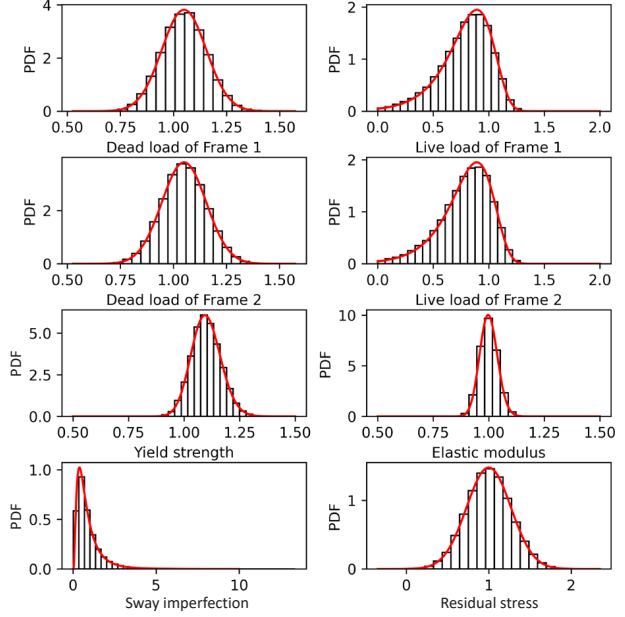 4
2
0
PDF
0.50 0.75 1.00 1.25 1.50
Dead load of Frame 1
2
1
0
PDF
0.0 0.5 1.0 1.5 2.0
Live load of Frame 1
2
0
PDF
0.50 0.75 1.00 1.25 1.50
Dead load of Frame 2
2
1
0
PDF
0.0 0.5 1.0 1.5 2.0
Live load of Frame 2
5.0
2.5
0.0
PDF
0.50 0.75 1.00 1.25 1.50
Yield strength
10
5
0
PDF
0.50 0.75 1.00 1.25 1.50
Elastic modulus
1.0
0.5
0.0
PDF
0 5 10
Sway imperfection
1
0
PDF
0 1 2
Residual stress